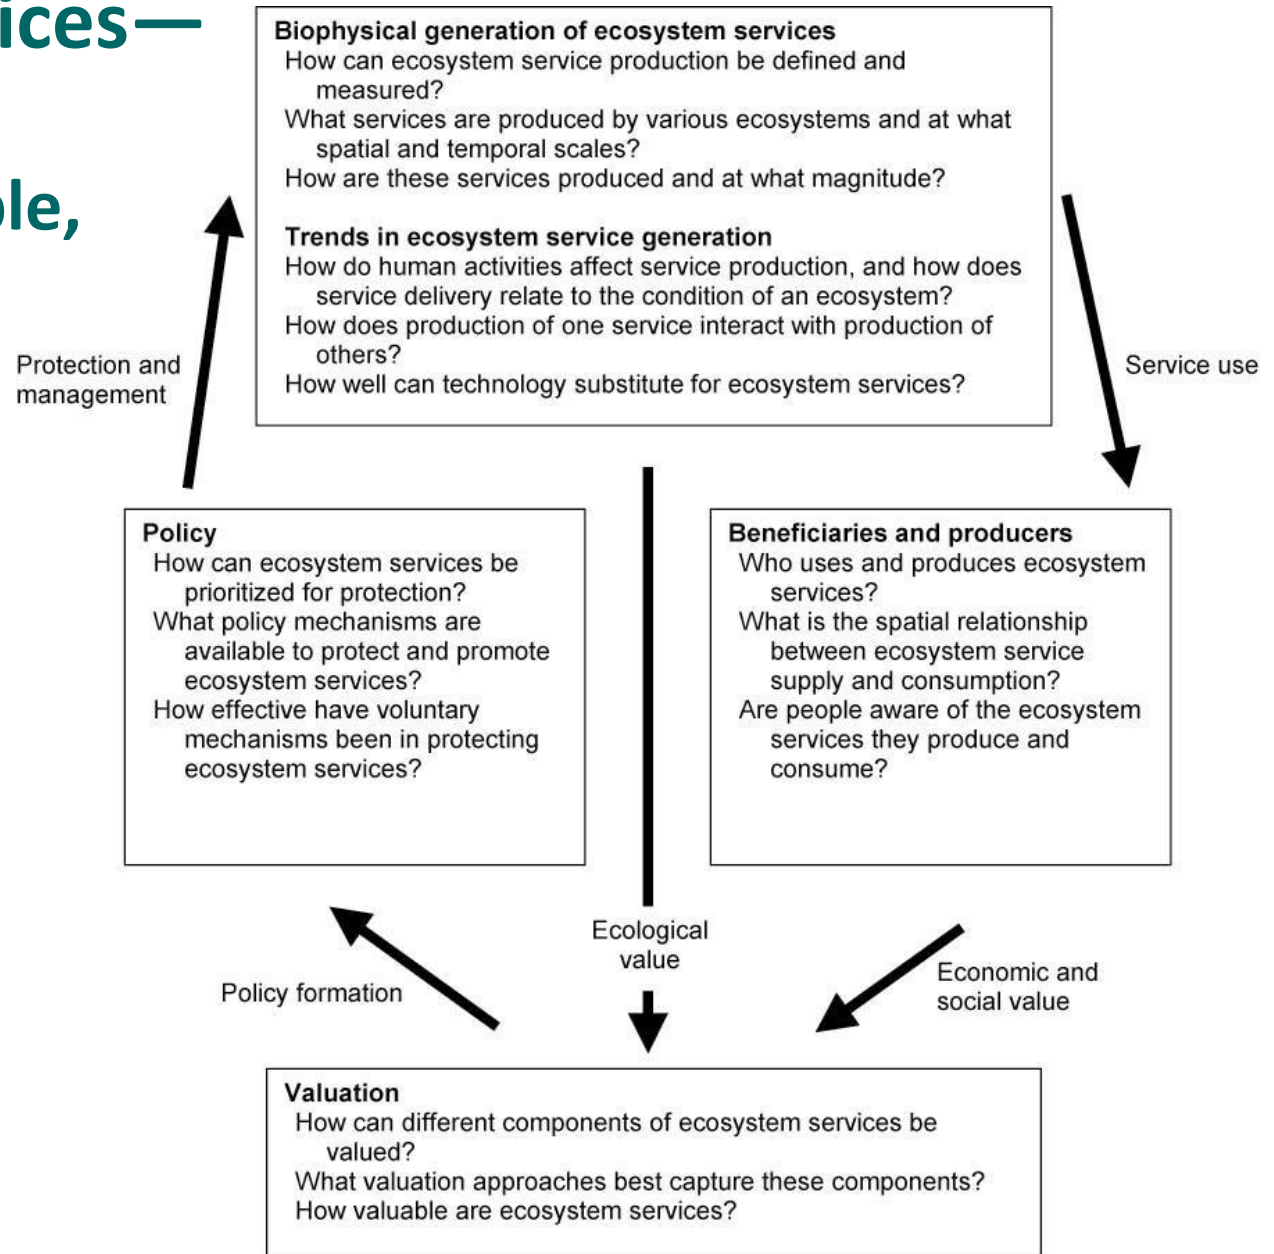 ices—
ple,
Biophysical generation of ecosystem services
How can ecosystem service production be defined and
measured?
What services are produced by various ecosystems and at what
spatial and temporal scales?
How are these services produced and at what magnitude?
Trends in ecosystem service generation
How do human activities affect service production, and how does
service delivery relate to the condition of an ecosystem?
How does production of one service interact with production of
others?
How well can technology substitute for ecosystem services?
Protection and
management
Service use
Policy
How can ecosystem services be
prioritized for protection?
What policy mechanisms are
available to protect and promote
ecosystem services?
How effective have voluntary
mechanisms been in protecting
ecosystem services?
Beneficiaries and producers
Who uses and produces ecosystem
services?
What is the spatial relationship
between ecosystem service
supply and consumption?
Are people aware of the ecosystem
services they produce and
consume?
Ecological
value
Policy formation
Economic and
social value
Valuation
How can different components of ecosystem services be
valued?
What valuation approaches best capture these components?
How valuable are ecosystem services?